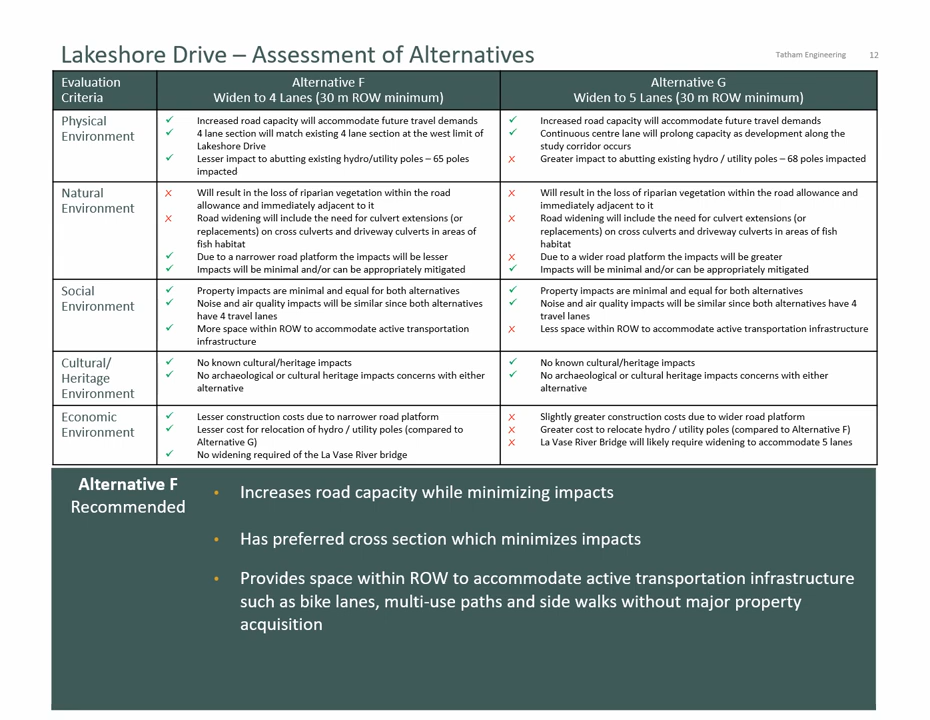 Lakeshore Drive – Assessment of Alternatives
Tatham Engineering 12
Evaluation
Criteria
Alternative F
Widen to 4 Lanes (30 m ROW minimum)
Alternative G
Widen to 5 Lanes (30 m ROW minimum)
Physical
Environment
✓ Increased road capacity will accommodate future travel demands
✓ 4 lane section will match existing 4 lane section at the west limit of
Lakeshore Drive
✓ Lesser impact to abutting existing hydro/utility poles – 65 poles
impacted
✓ Increased road capacity will accommodate future travel demands
✓ Continuous centre lane will prolong capacity as development along the
study corridor occurs
x Greater impact to abutting existing hydro / utility poles – 68 poles impacted
Natural
Environment
x Will result in the loss of riparian vegetation within the road
allowance and immediately adjacent to it
x Road widening will include the need for culvert extensions (or
replacements) on cross culverts and driveway culverts in areas of
fish habitat
✓ Due to a narrower road platform the impacts will be lesser
✓ Impacts will be minimal and/or can be appropriately mitigated
x Will result in the loss of riparian vegetation within the road allowance and
immediately adjacent to it
x Road widening will include the need for culvert extensions (or
replacements) on cross culverts and driveway culverts in areas of fish
habitat
x Due to a wider road platform the impacts will be greater
✓ Impacts will be minimal and/or can be appropriately mitigated
Social
Environment
✓ Property impacts are minimal and equal for both alternatives
✓ Noise and air quality impacts will be similar since both alternatives
have 4 travel lanes
✓ More space within ROW to accommodate active transportation
infrastructure
✓ Property impacts are minimal and equal for both alternatives
✓ Noise and air quality impacts will be similar since both alternatives have 4
travel lanes
x Less space within ROW to accommodate active transportation infrastructure
Cultural/
Heritage
Environment
✓ No known cultural/heritage impacts
✓ No archaeological or cultural heritage impacts concerns with either
alternative
✓ No known cultural/heritage impacts
✓ No archaeological or cultural heritage impacts concerns with either
alternative
Economic
Environment
✓ Lesser construction costs due to narrower road platform
✓ Lesser cost for relocation of hydro / utility poles (compared to
Alternative G)
✓ No widening required of the La Vase River bridge
x Slightly greater construction costs due to wider road platform
x Greater cost to relocate hydro / utility poles (compared to Alternative F)
x La Vase River Bridge will likely require widening to accommodate 5 lanes
Alternative F
Recommended
• Increases road capacity while minimizing impacts
• Has preferred cross section which minimizes impacts
• Provides space within ROW to accommodate active transportation infrastructure
such as bike lanes, multi-use paths and side walks without major property
acquisition